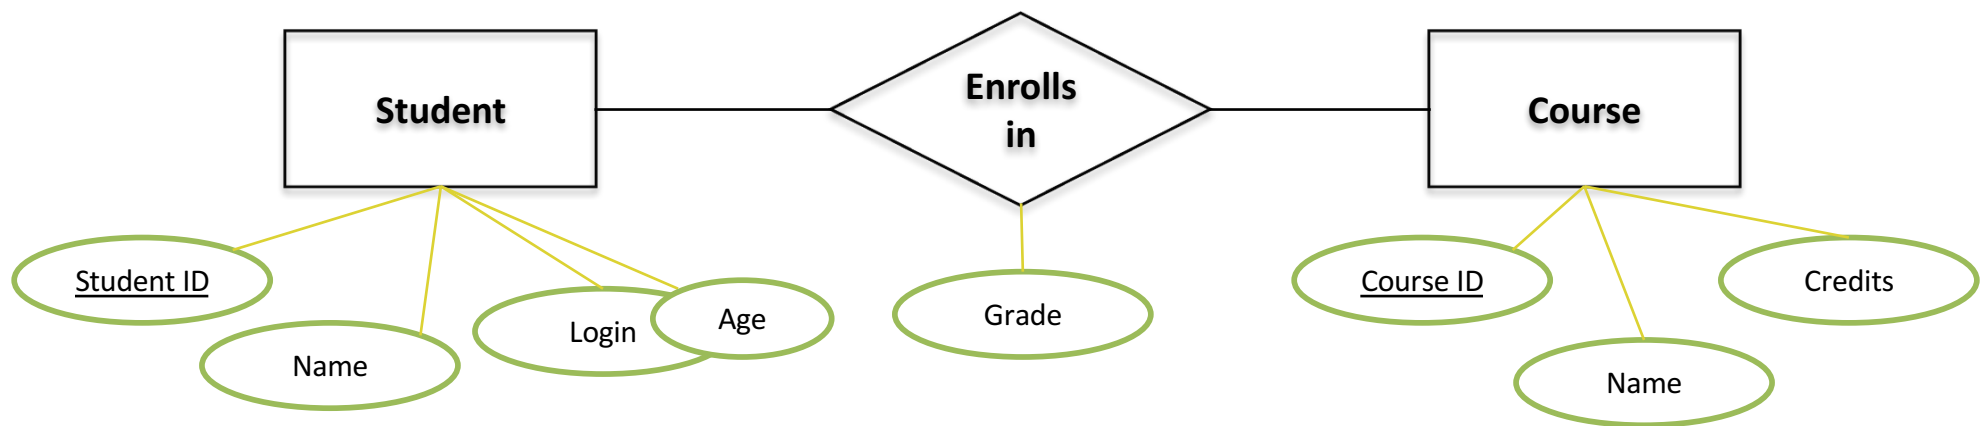 Student
Enrolls
in
Course
Student ID
Name
Login
Age
Grade
Course ID
Name
Credits